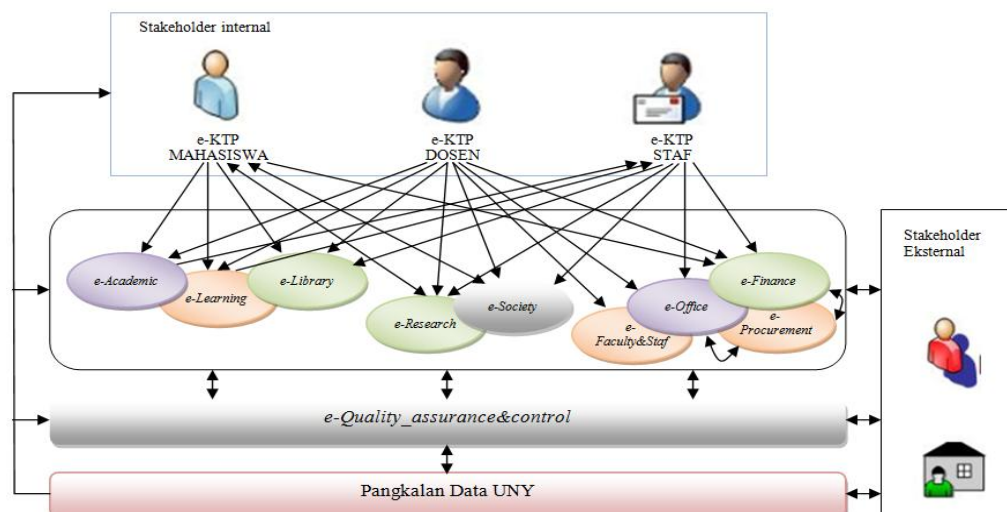 Stakeholder internal
e-KTP
MAHASISWA
e-KTP
DOSEN
e-KTP
STAF
Stakeholder
Eksternal
e-Academic
e-Learning
e-Library
e-Research
e-Society
e-
Faculty&Staf
e-Office
e-Finance
e-
Procurement
e-Quality_assurance&control
Pangkalan Data UNY